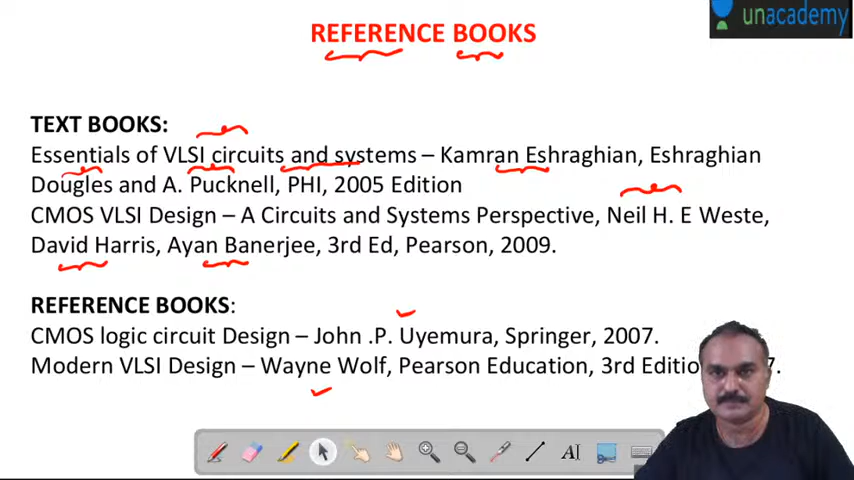 REFERENCE BOOKS
unacademy
TEXT BOOKS:
Essentials of VLSI circuits and systems – Kamran Eshraghian, Eshraghian
Dougles and A. Pucknell, PHI, 2005 Edition
CMOS VLSI Design – A Circuits and Systems Perspective, Neil H. E Weste,
David Harris, Ayan Banerjee, 3rd Ed, Pearson, 2009.
REFERENCE BOOKS:
CMOS logic circuit Design – John .P. Uyemura, Springer, 2007.
Modern VLSI Design – Wayne Wolf, Pearson Education, 3rd
AI